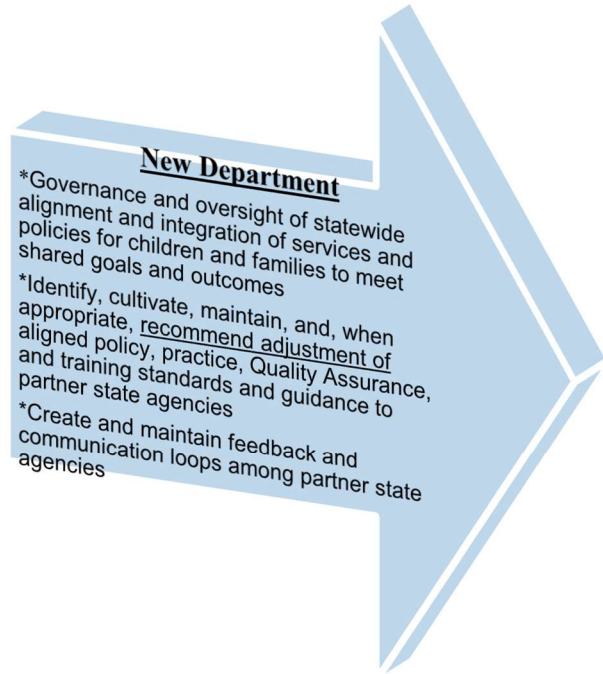 New Department
*Governance and oversight of statewide
alignment and integration of services and
policies for children and families to meet
shared goals and outcomes
*Identify, cultivate, maintain, and, when
appropriate, recommend adjustment of
aligned policy, practice, Quality Assurance,
and training standards and guidance to
partner state agencies
*Create and maintain feedback and
communication loops among partner state
agencies